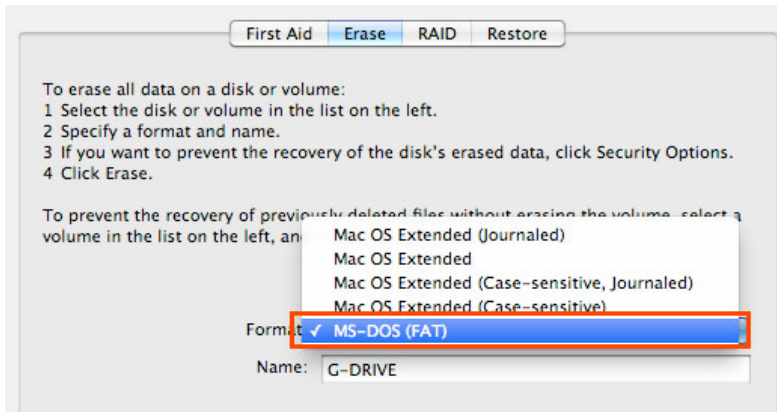 First Aid Erase RAID Restore
To erase all data on a disk or volume:
1 Select the disk or volume in the list on the left.
2 Specify a format and name.
3 If you want to prevent the recovery of the disk's erased data, click Security Options.
4 Click Erase.
To prevent the recovery of previously deleted files without erasing the volume, select a
volume in the list on the left, an
Mac OS Extended (Journaled)
Mac OS Extended
Mac OS Extended (Case-sensitive, Journaled)
Mac OS Extended (Case-sensitive)
Format ✓ MS-DOS (FAT)
Name: G-DRIVE